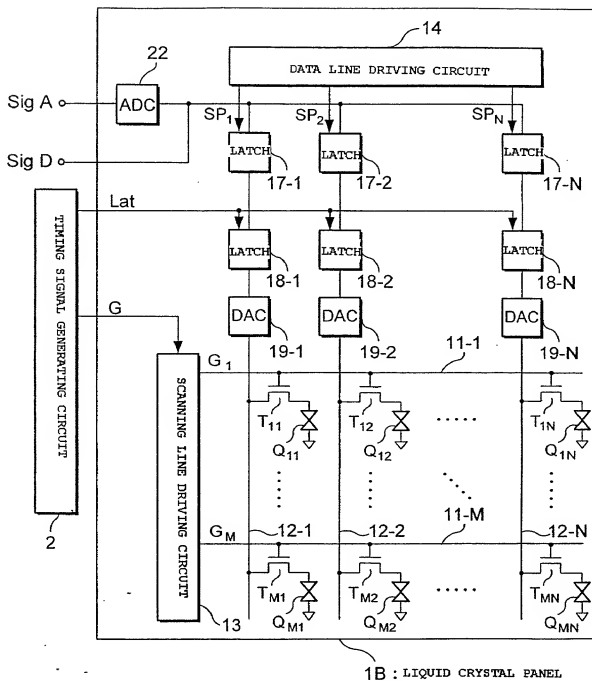 14
22
DATA LINE DRIVING CIRCUIT
Sig A
ADC
SP1 SP2 SPN
LATCH LATCH LATCH
Sig D
17-1 17-2 17-N
Lat
LATCH LATCH LATCH
18-1 18-2 18-N
TIMING SIGNAL GENERATING CIRCUIT
G
DAC DAC DAC
19-1 19-2 19-N
G1 11-1
SCANNING LINE DRIVING CIRCUIT
T11 T12 T1N
Q11 Q12 Q1N
2
GM 12-1 12-2 11-M 12-N
TM1 TM2 TMN
QM1 QM2 QMN
13
1B : LIQUID CRYSTAL PANEL